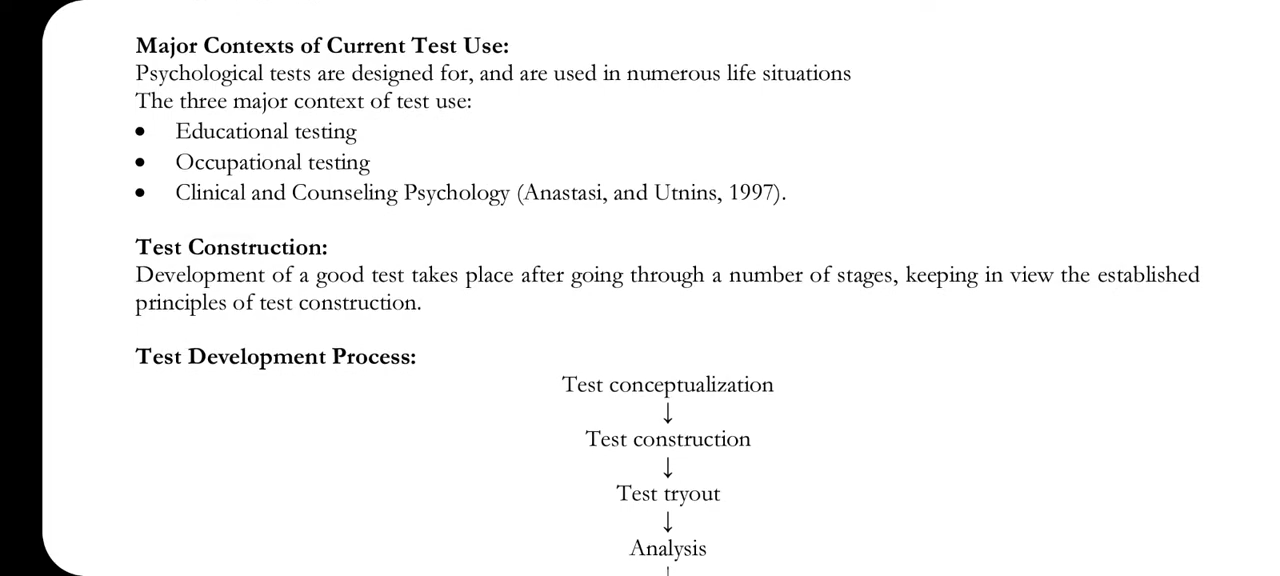 Major Contexts of Current Test Use:
Psychological tests are designed for, and are used in numerous life situations
The three major context of test use:
• Educational testing
• Occupational testing
• Clinical and Counseling Psychology (Anastasi, and Utnins, 1997).
Test Construction:
Development of a good test takes place after going through a number of stages, keeping in view the established
principles of test construction.
Test Development Process:
Test conceptualization
↓
Test construction
↓
Test tryout
↓
Analysis